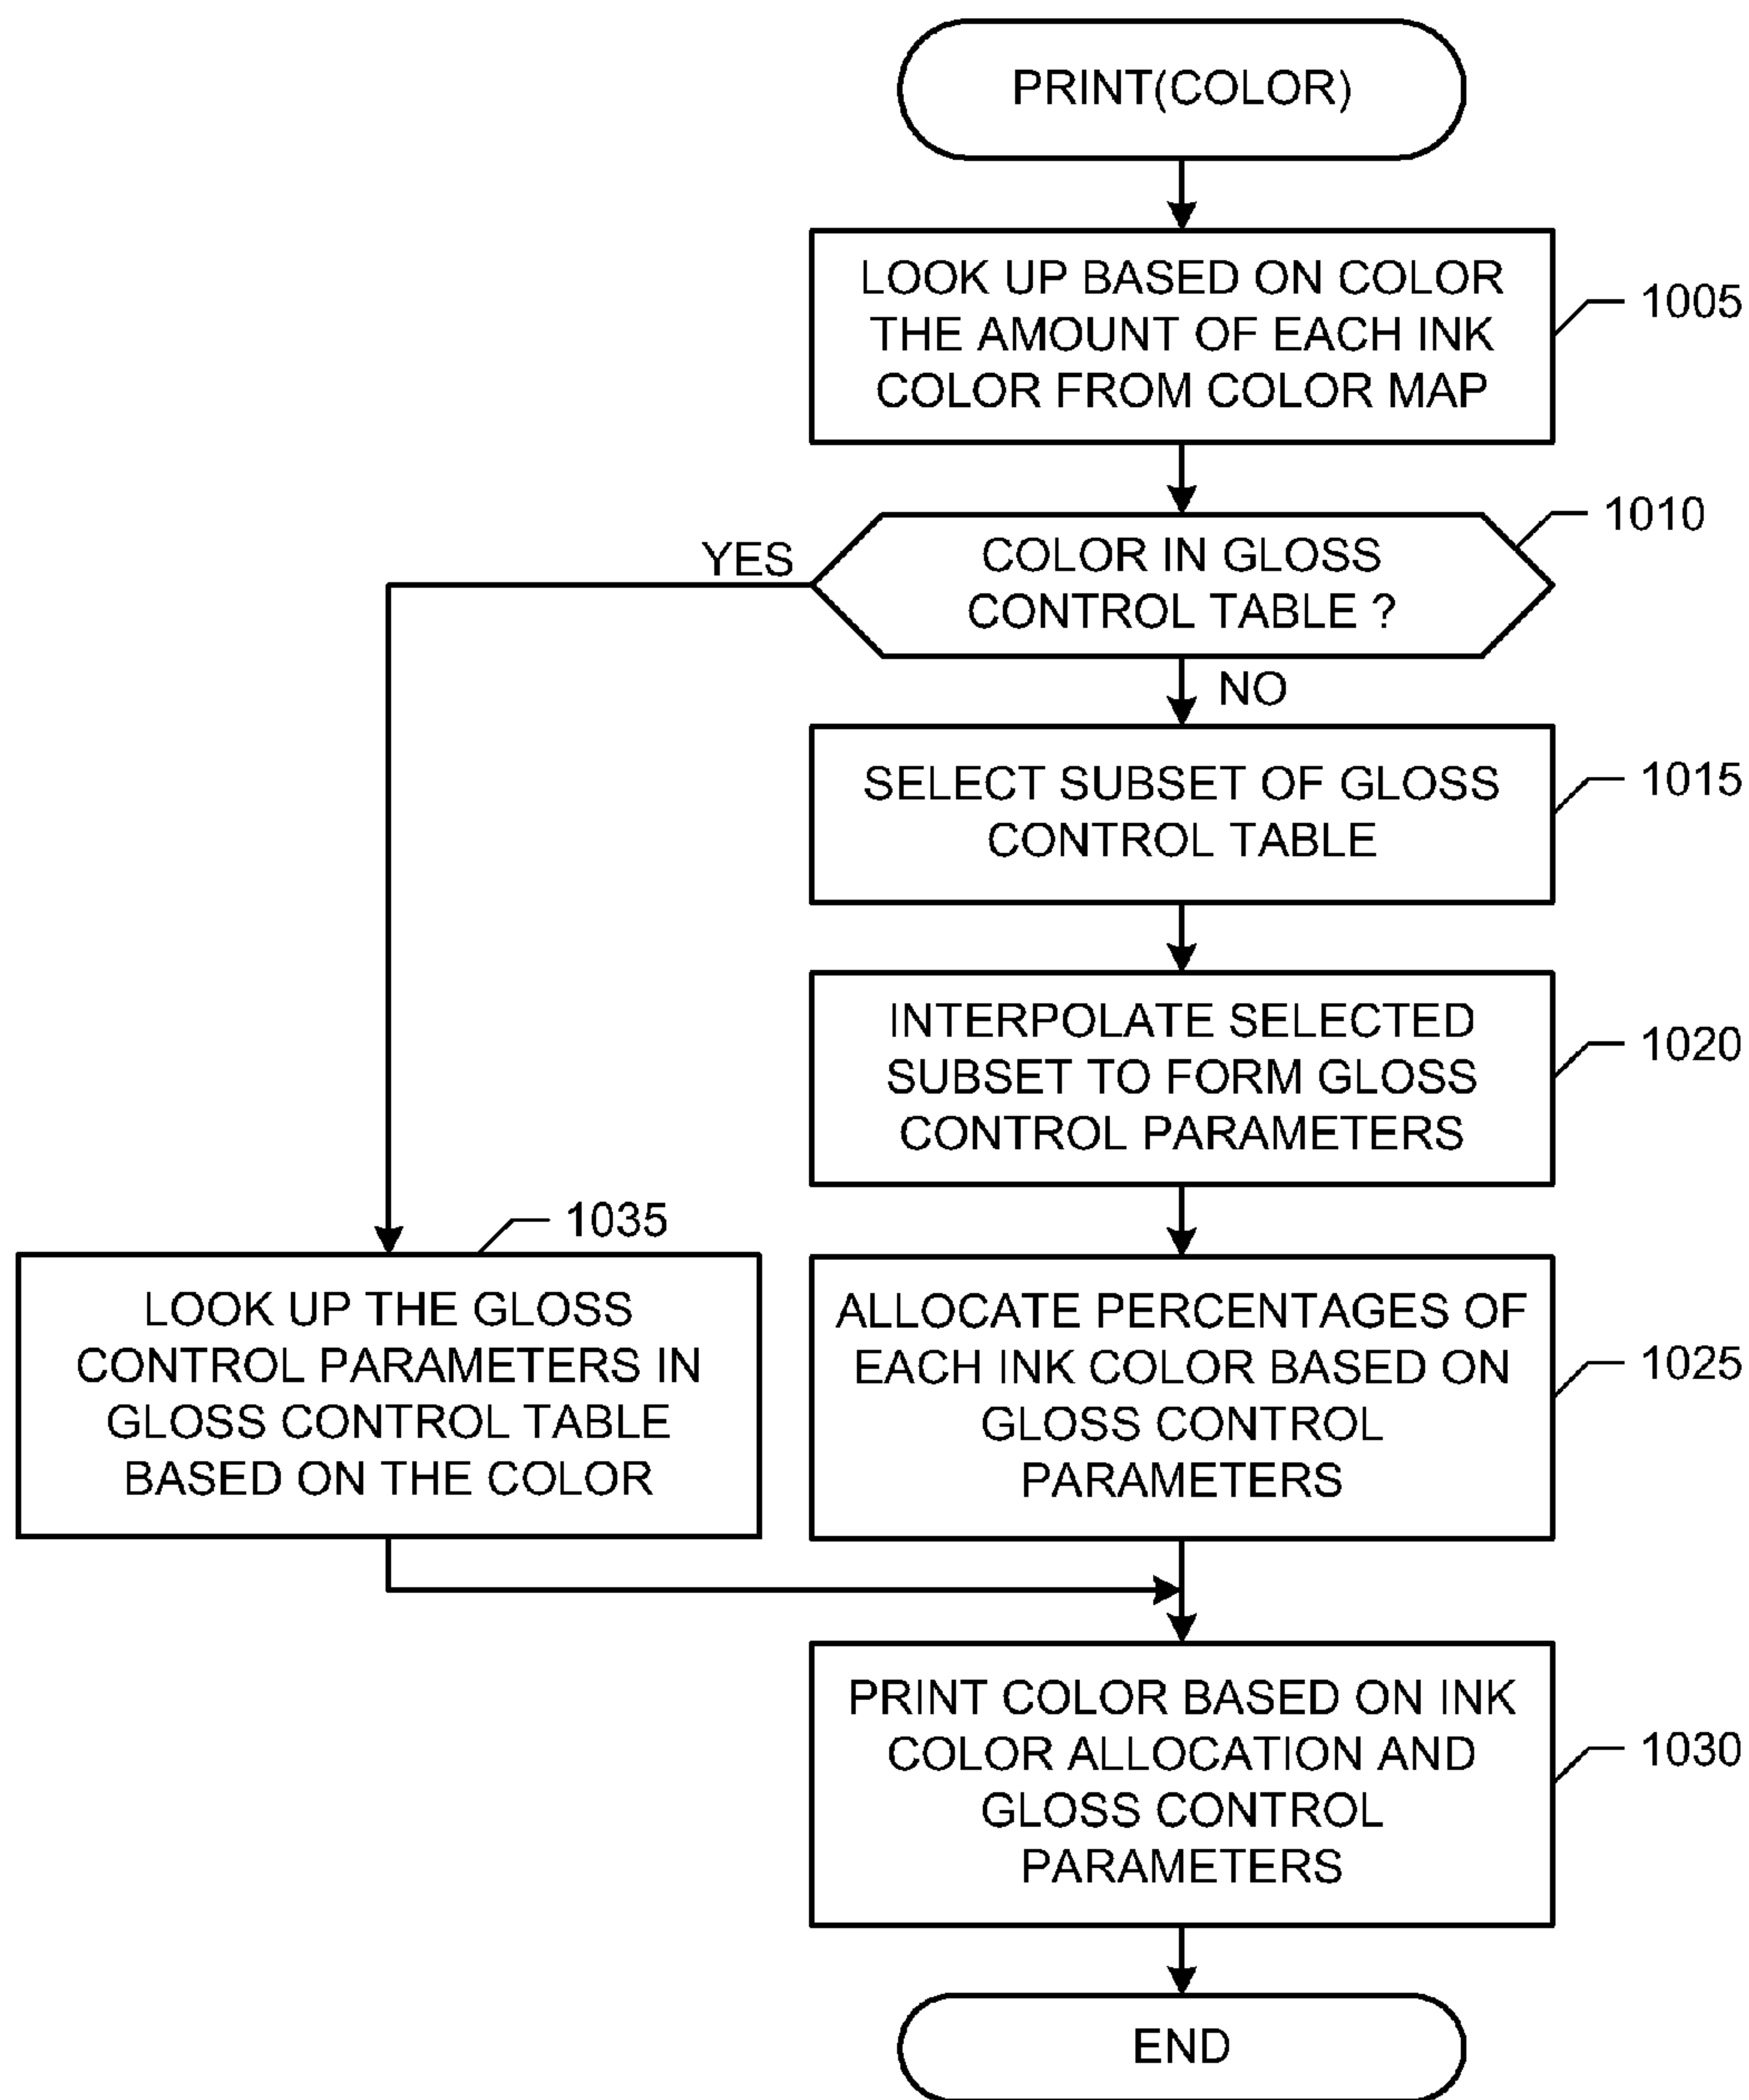 PRINT(COLOR)
LOOK UP BASED ON COLOR
THE AMOUNT OF EACH INK
COLOR FROM COLOR MAP
1005
COLOR IN GLOSS
CONTROL TABLE ?
1010
YES
NO
SELECT SUBSET OF GLOSS
CONTROL TABLE
1015
INTERPOLATE SELECTED
SUBSET TO FORM GLOSS
CONTROL PARAMETERS
1020
1035
LOOK UP THE GLOSS
CONTROL PARAMETERS IN
GLOSS CONTROL TABLE
BASED ON THE COLOR
ALLOCATE PERCENTAGES OF
EACH INK COLOR BASED ON
GLOSS CONTROL
PARAMETERS
1025
PRINT COLOR BASED ON INK
COLOR ALLOCATION AND
GLOSS CONTROL
PARAMETERS
1030
END